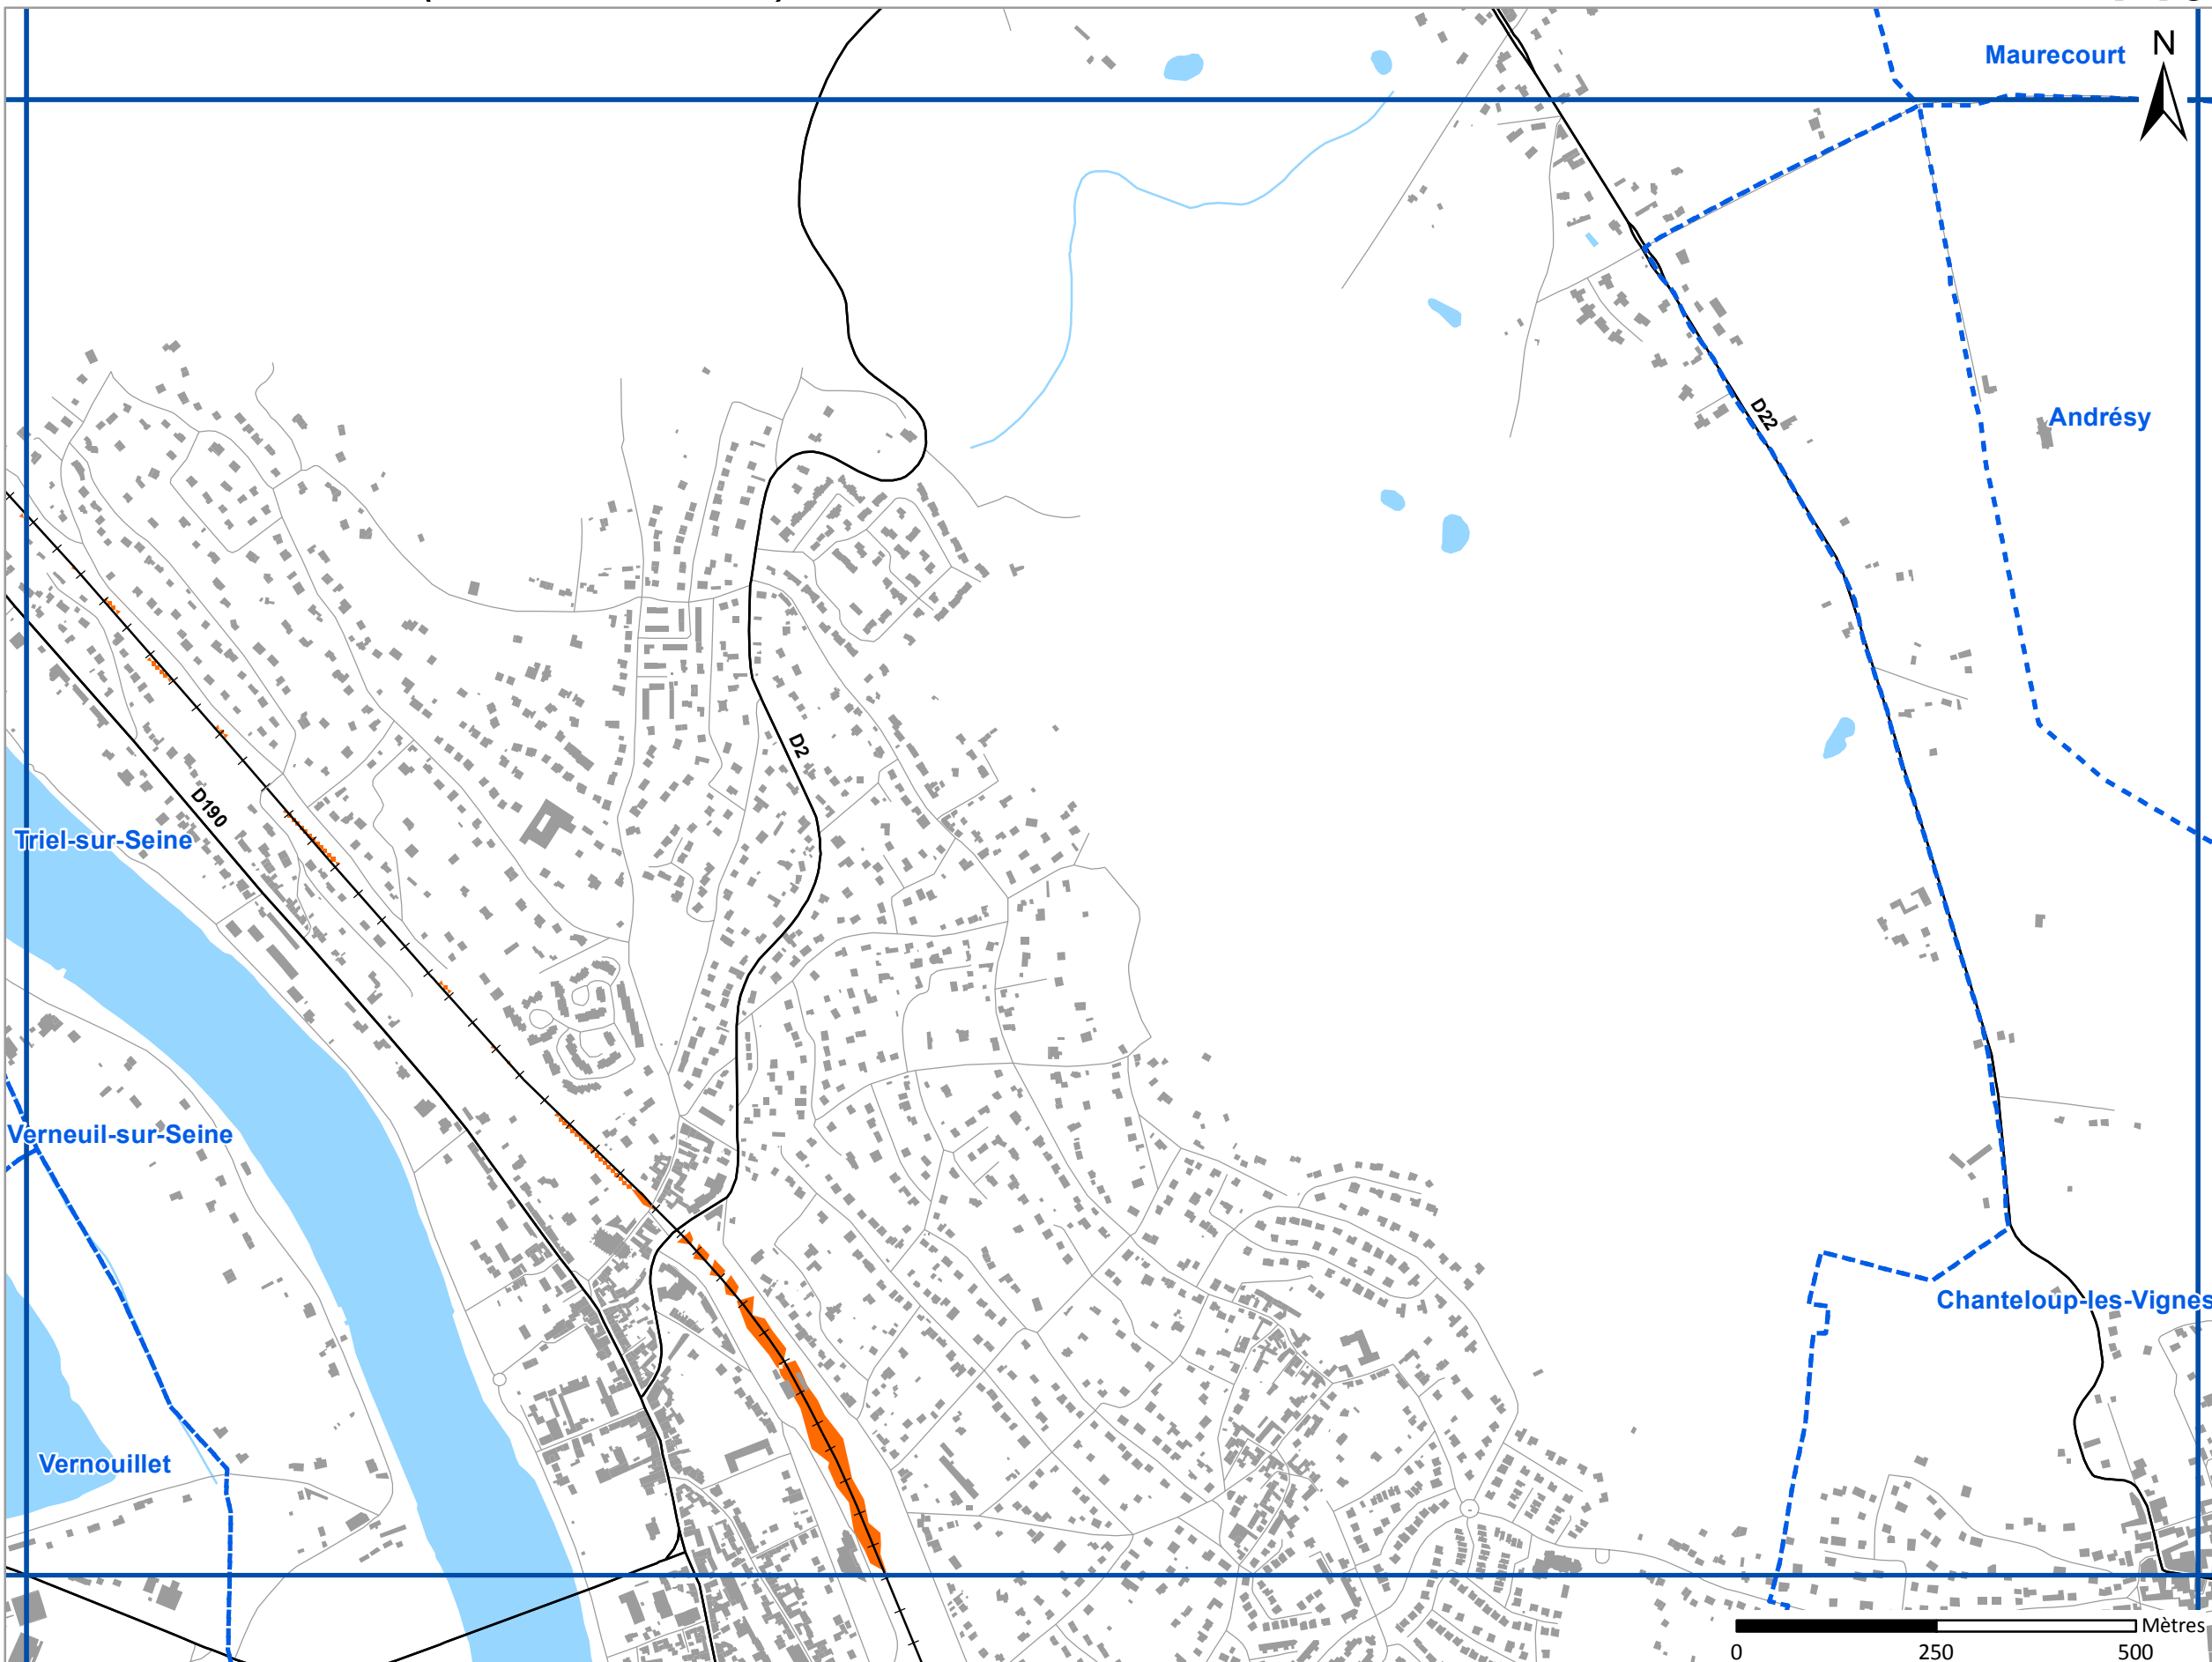 Maurecourt
N
Andrésy
D22
D2
D190
Triel-sur-Seine
Verneuil-sur-Seine
Chanteloup-les-Vignes
Vernouillet
Mètres
0 250 500